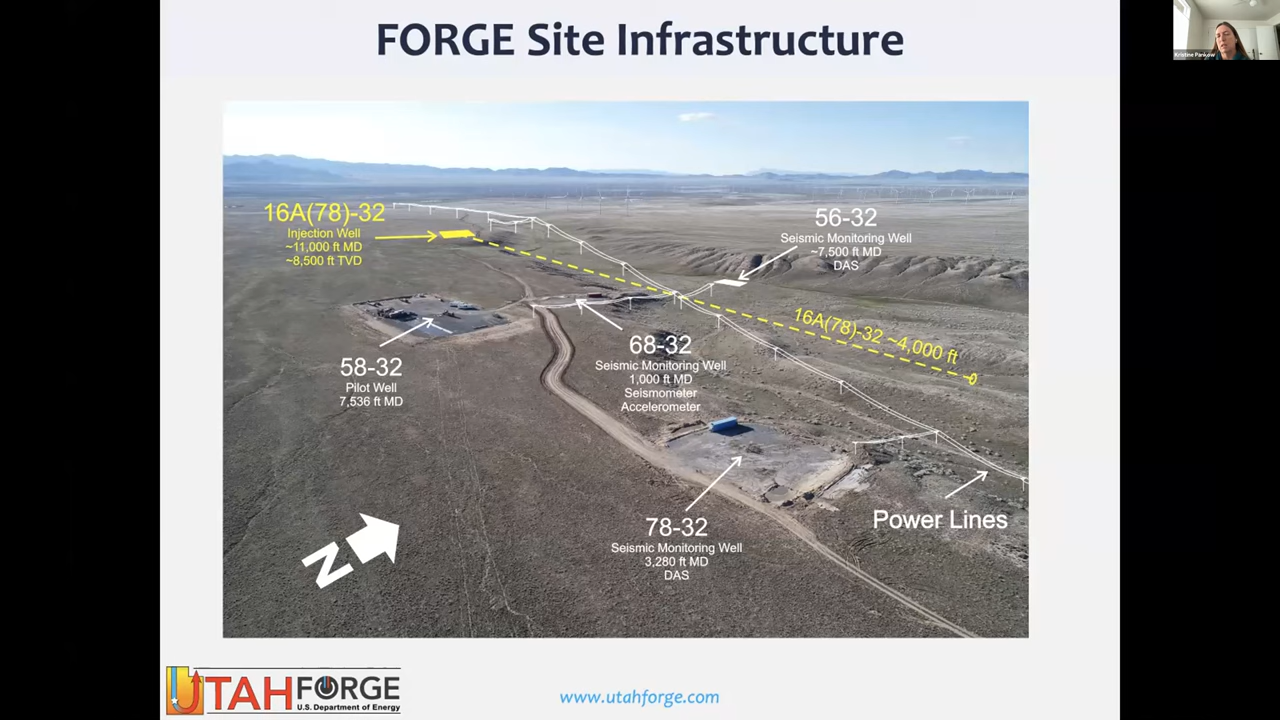 FORGE Site Infrastructure
Kristine Pankow
16A(78)-32
Injection Well
~11,000 ft MD
~8,500 ft TVD
56-32
Seismic Monitoring Well
~7,500 ft MD
DAS
16A(78)-32 ~4,000 ft
58-32
Pilot Well
7,536 ft MD
68-32
Seismic Monitoring Well
1,000 ft MD
Seismometer
Accelerometer
78-32
Seismic Monitoring Well
3,280 ft MD
DAS
Power Lines
N
UTAH FORGE
U.S. Department of Energy
www.utahforge.com